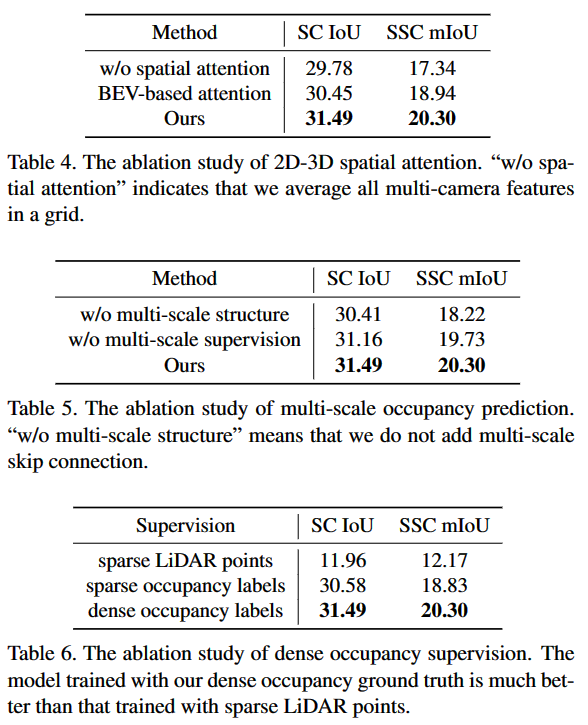 Method SC IoU SSC mIoU
w/o spatial attention 29.78 17.34
BEV-based attention 30.45 18.94
Ours 31.49 20.30
Table 4. The ablation study of 2D-3D spatial attention. “w/o spa-
tial attention” indicates that we average all multi-camera features
in a grid.
Method SC IoU SSC mIoU
w/o multi-scale structure 30.41 18.22
w/o multi-scale supervision 31.16 19.73
Ours 31.49 20.30
Table 5. The ablation study of multi-scale occupancy prediction.
“w/o multi-scale structure” means that we do not add multi-scale
skip connection.
Supervision SC IoU SSC mIoU
sparse LiDAR points 11.96 12.17
sparse occupancy labels 30.58 18.83
dense occupancy labels 31.49 20.30
Table 6. The ablation study of dense occupancy supervision. The
model trained with our dense occupancy ground truth is much bet-
ter than that trained with sparse LiDAR points.